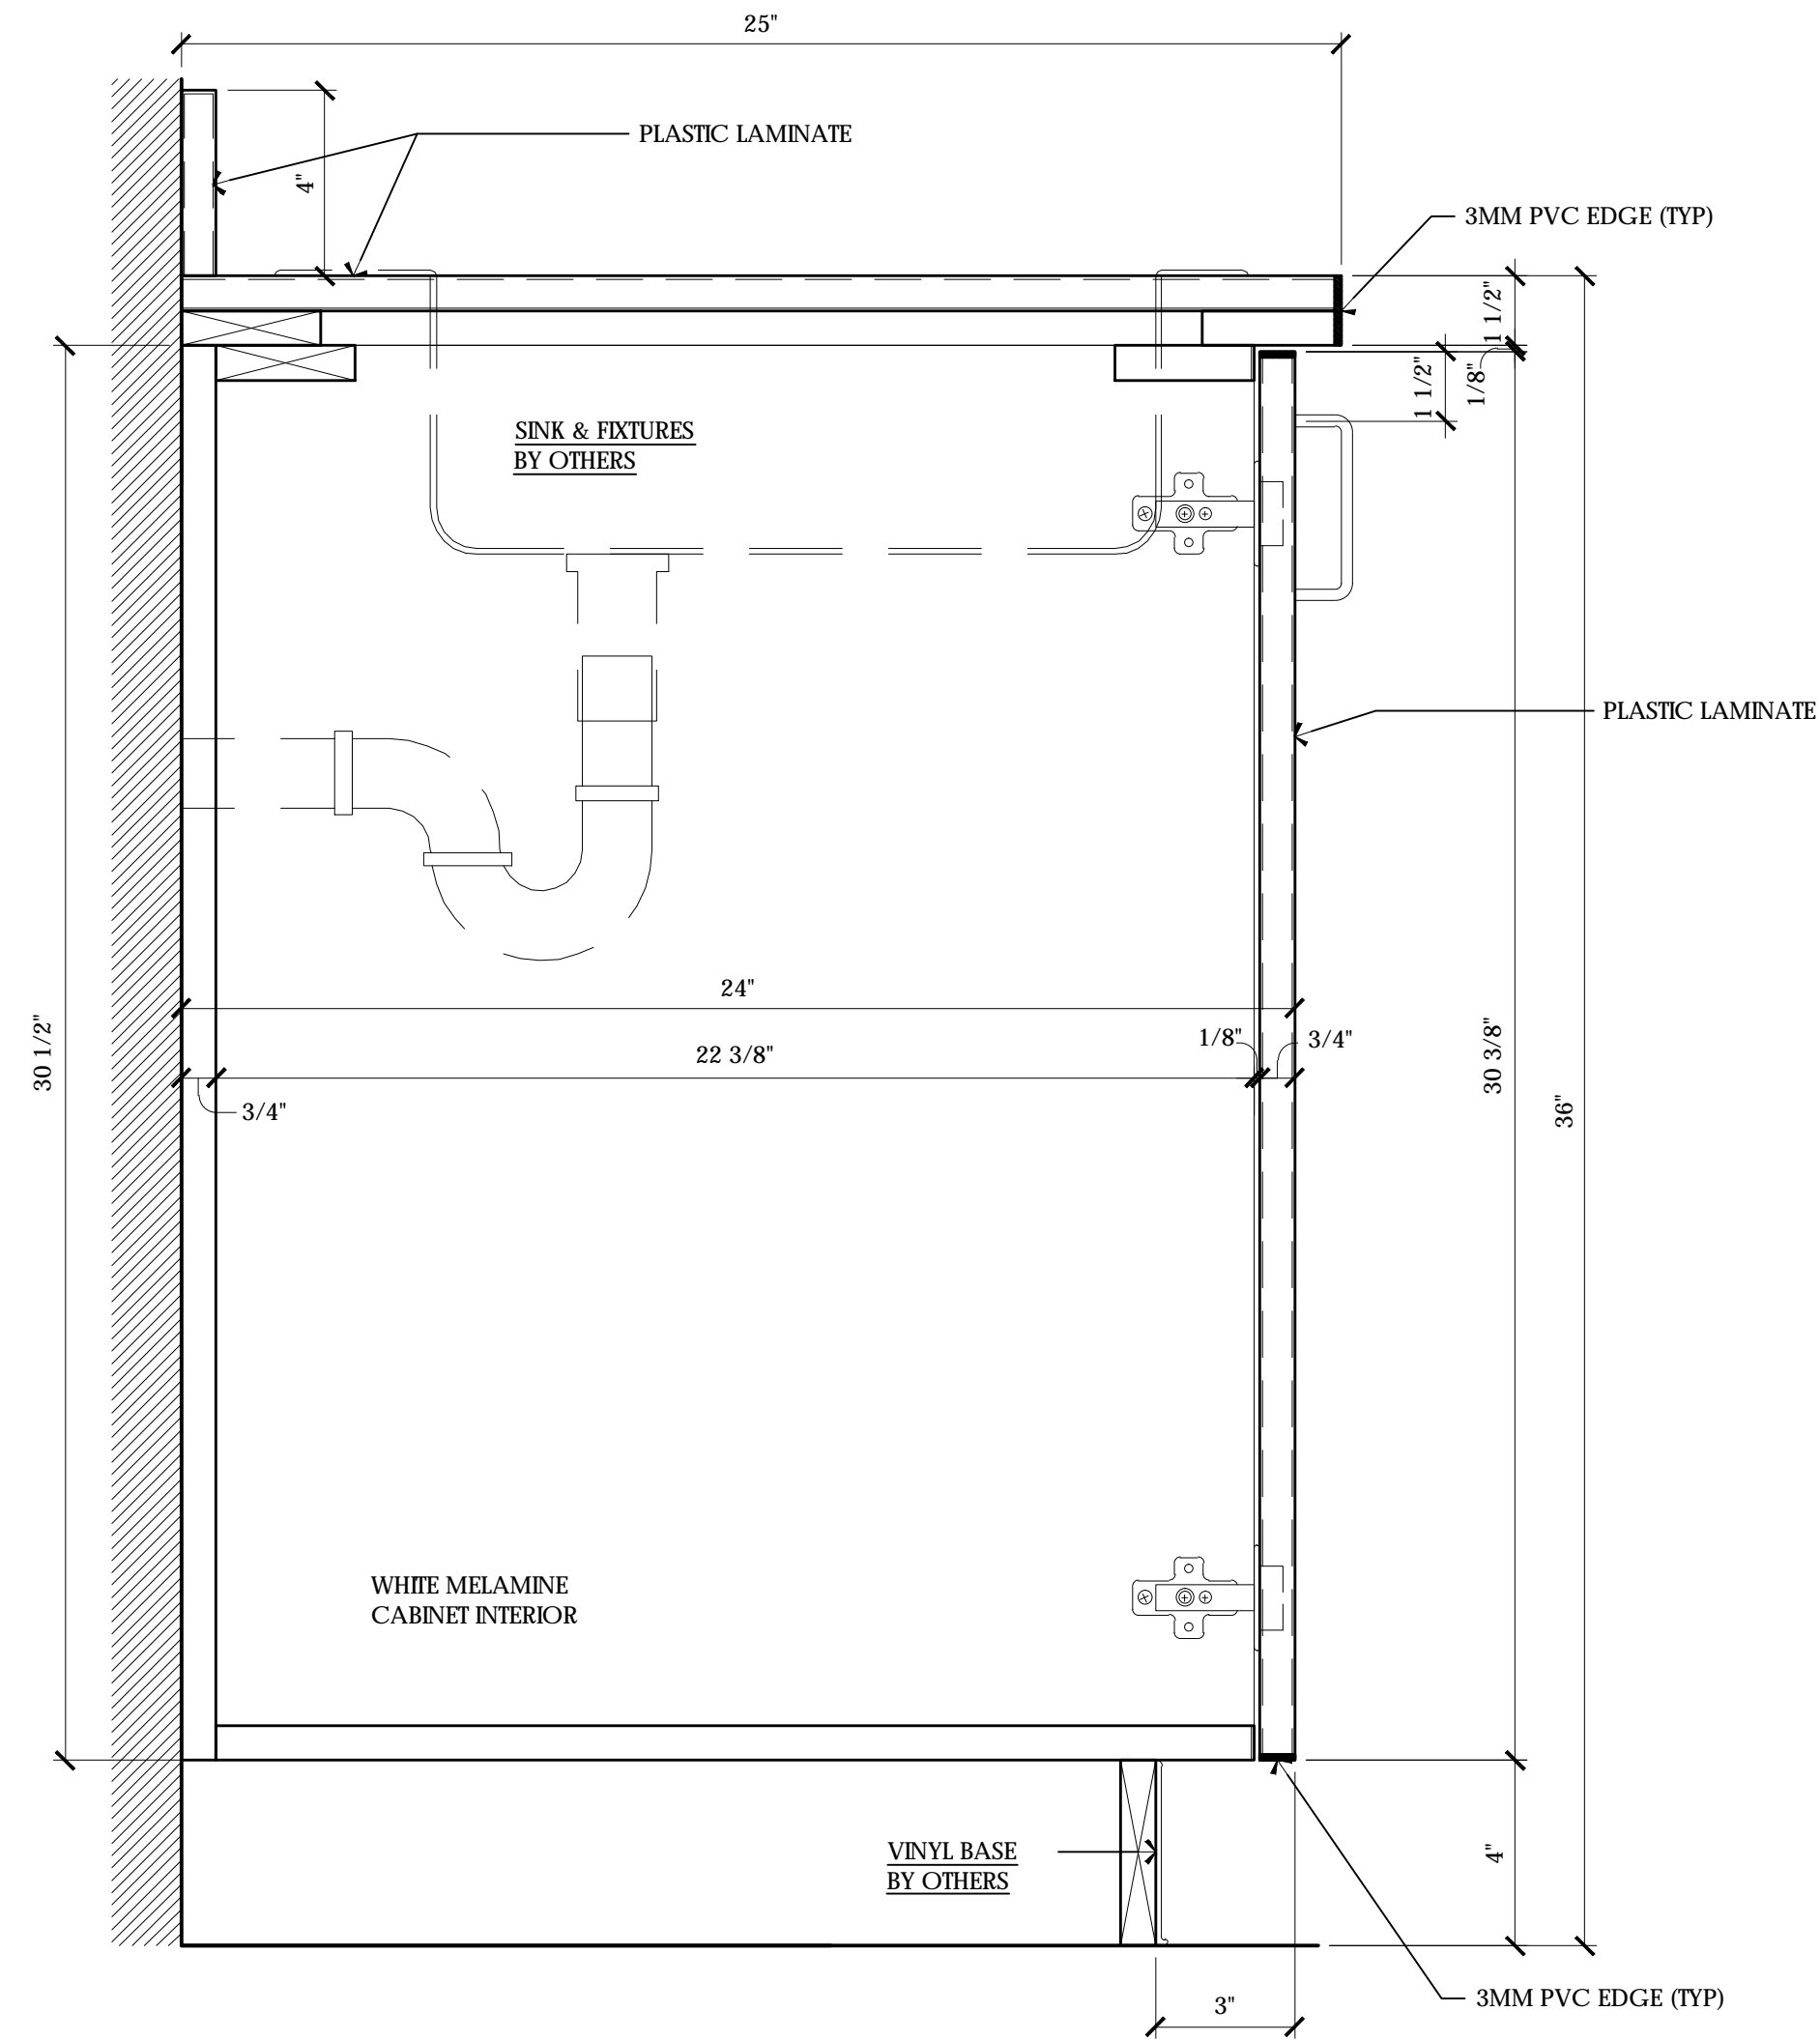 25"
PLASTIC LAMINATE
4"
3MM PVC EDGE (TYP)
1 1/2"
1/8"
1 1/2"
SINK & FIXTURES
BY OTHERS
PLASTIC LAMINATE
24"
30 1/2"
22 3/8"
1/8"
3/4"
30 3/8"
36"
3/4"
WHITE MELAMINE
CABINET INTERIOR
VINYL BASE
BY OTHERS
4"
3"
3MM PVC EDGE (TYP)